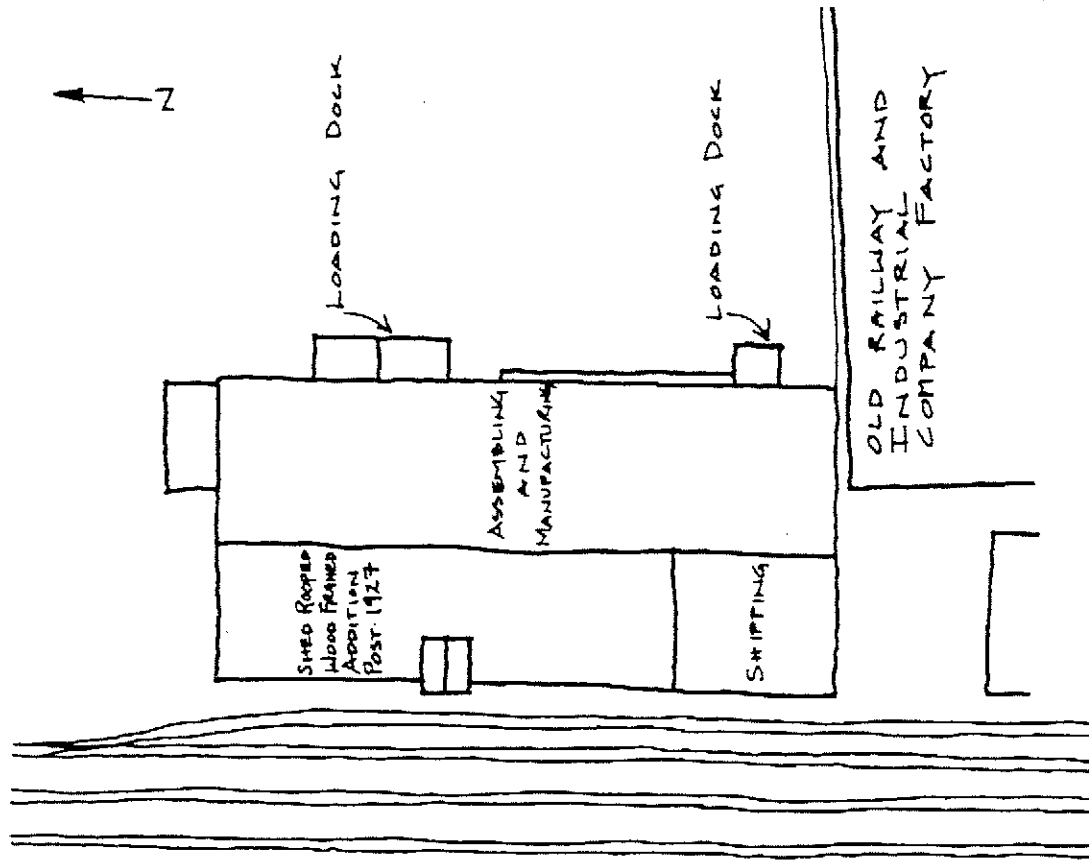 N
LOADING DOCK
SHED ROOFED
WOOD FRAMED
ADDITION
POST-1927
ASSEMBLING
AND
MANUFACTURING
LOADING DOCK
SHIPPING
OLD RAILWAY AND
INDUSTRIAL
COMPANY FACTORY